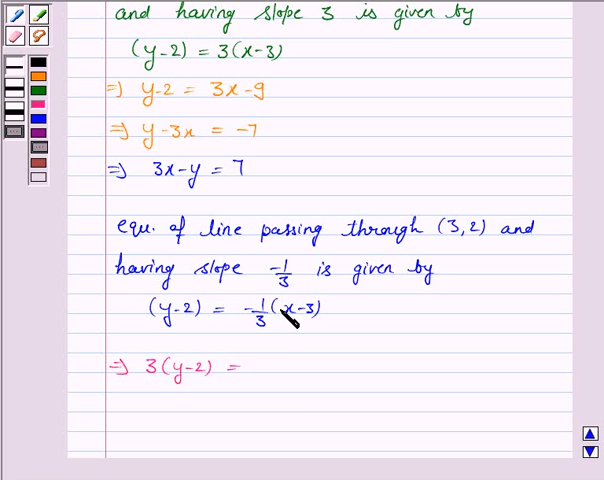 and having slope 3 is given by
(y-2) = 3(x-3)
⇒ y-2 = 3x-9
⇒ y-3x = -7
⇒ 3x-y = 7
equ. of line passing through (3,2) and
having slope -1/3 is given by
(y-2) = -1/3(x-3)
⇒ 3(y-2) =